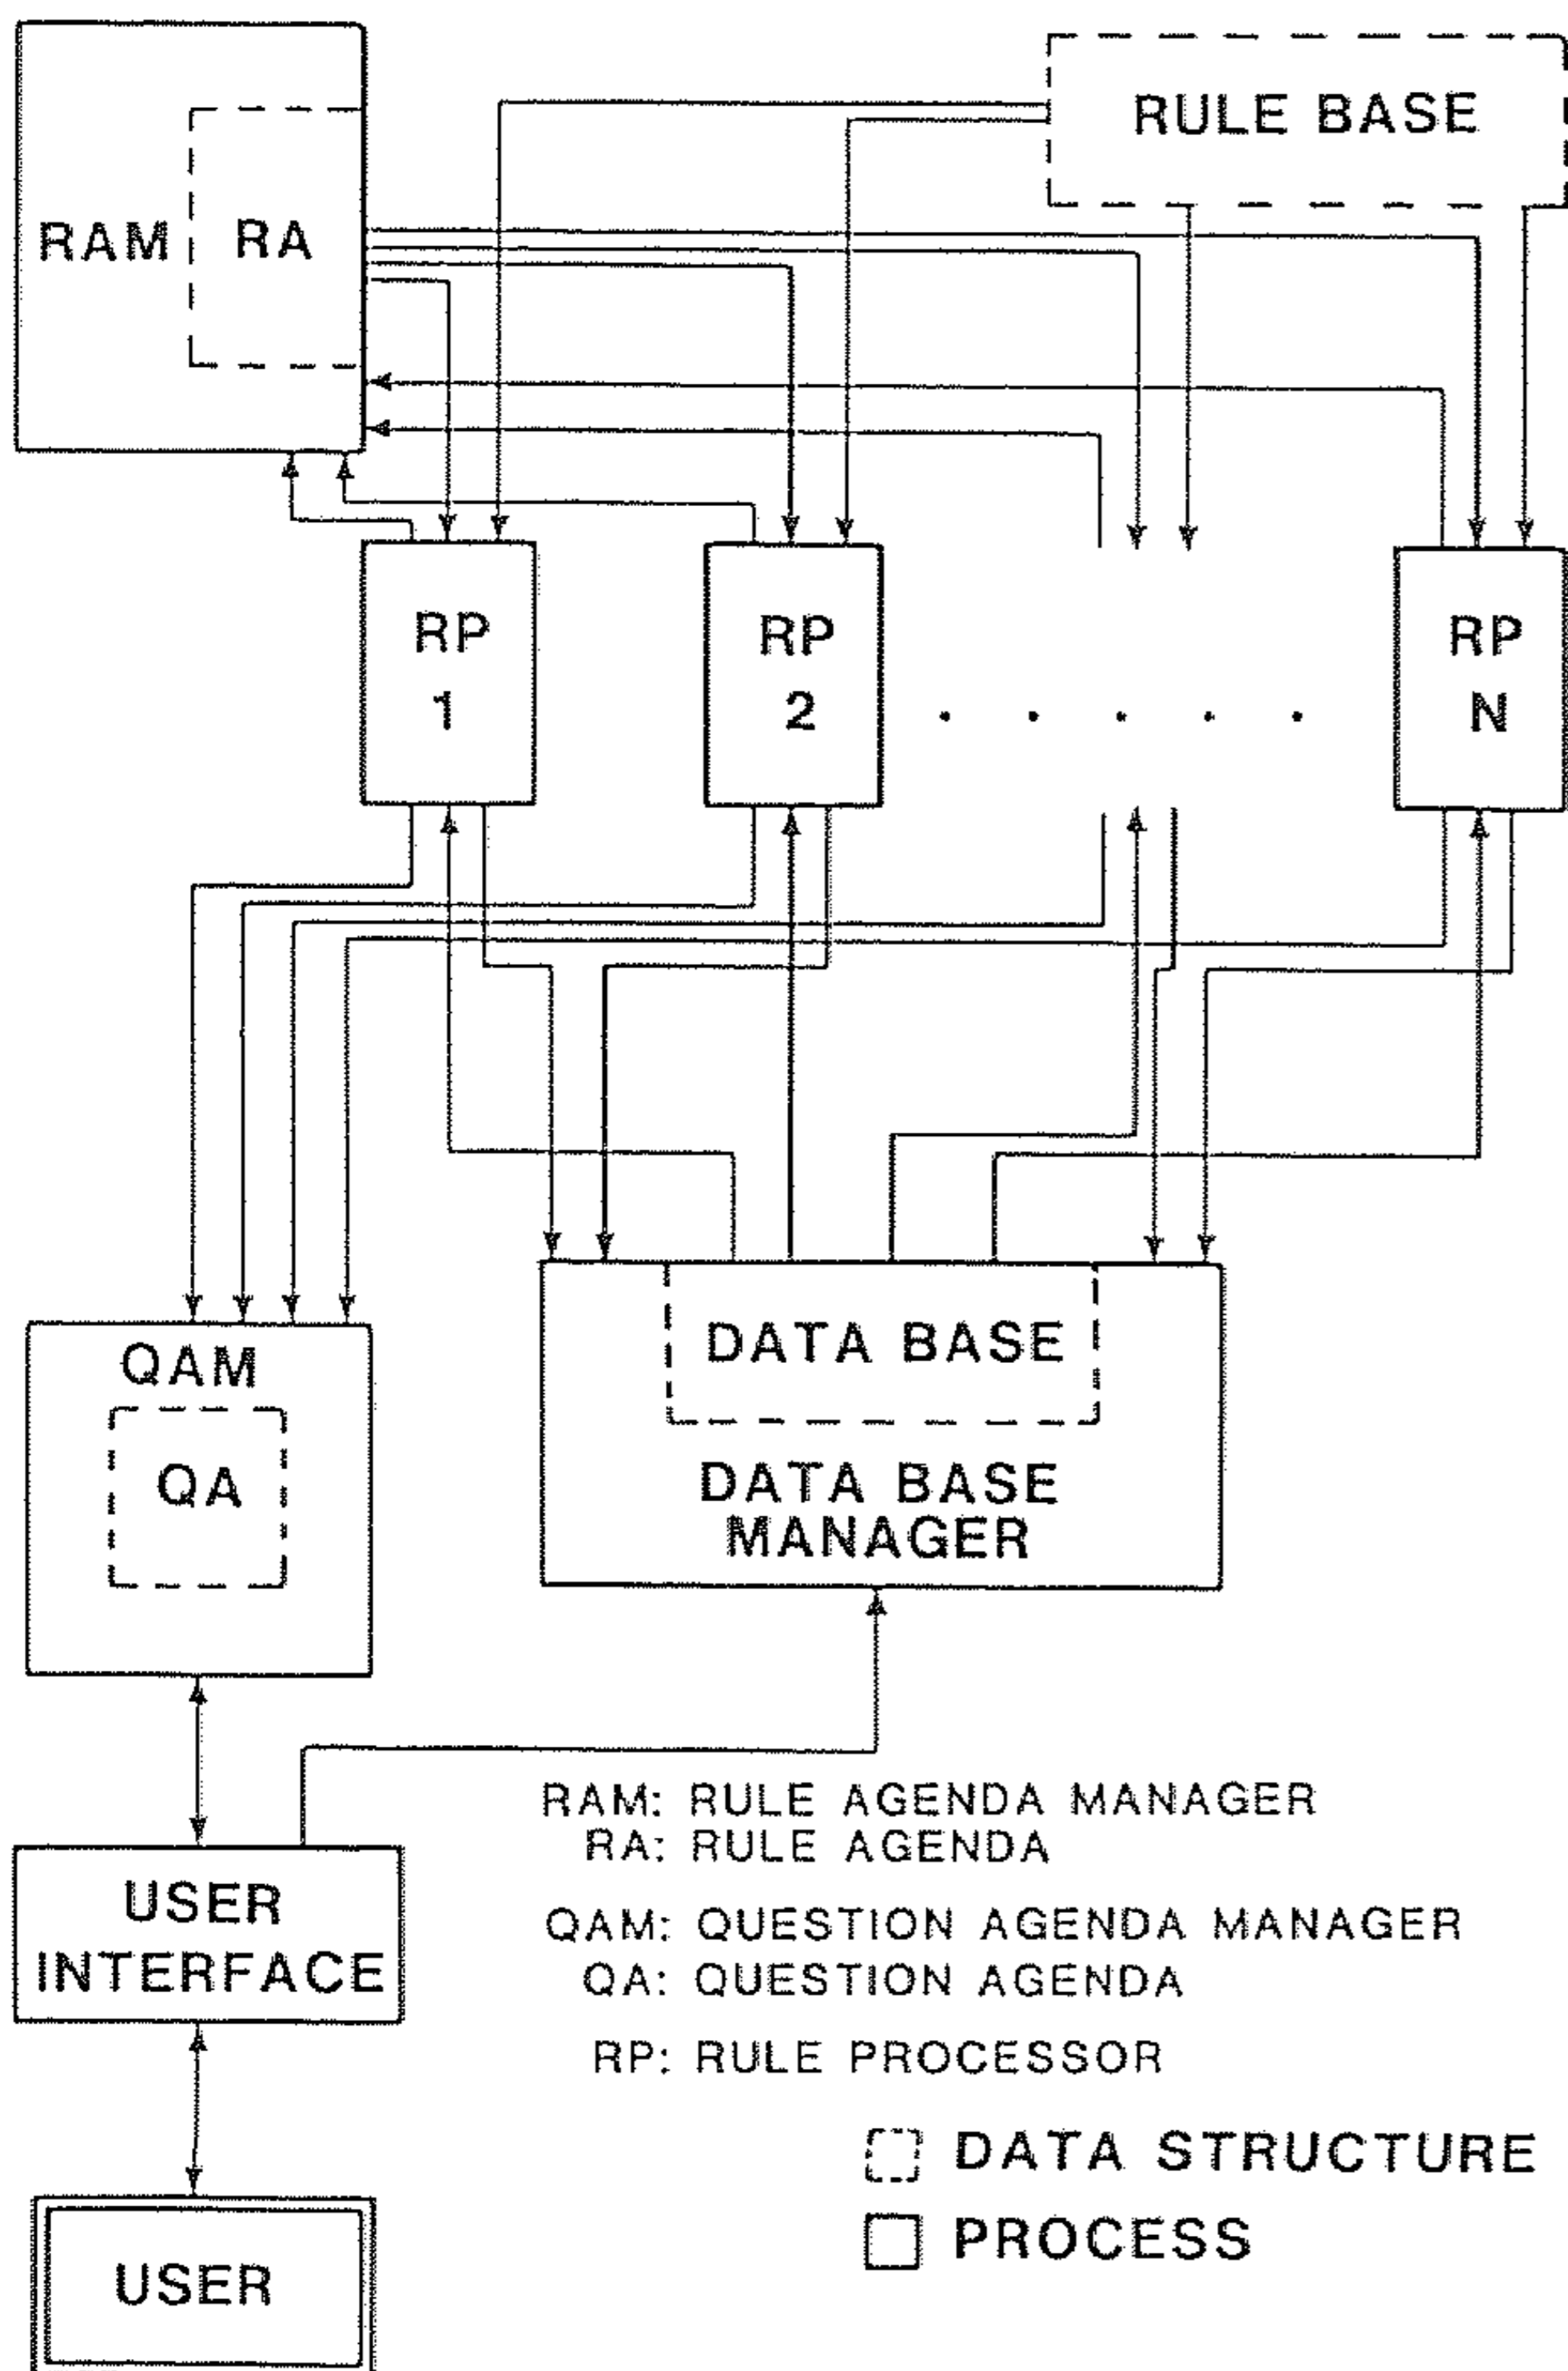 RULE BASE
RAM
RA
RP
1
RP
2
. . . . .
RP
N
QAM
QA
DATA BASE
DATA BASE
MANAGER
RAM: RULE AGENDA MANAGER
RA: RULE AGENDA
QAM: QUESTION AGENDA MANAGER
QA: QUESTION AGENDA
RP: RULE PROCESSOR
USER
INTERFACE
DATA STRUCTURE
PROCESS
USER